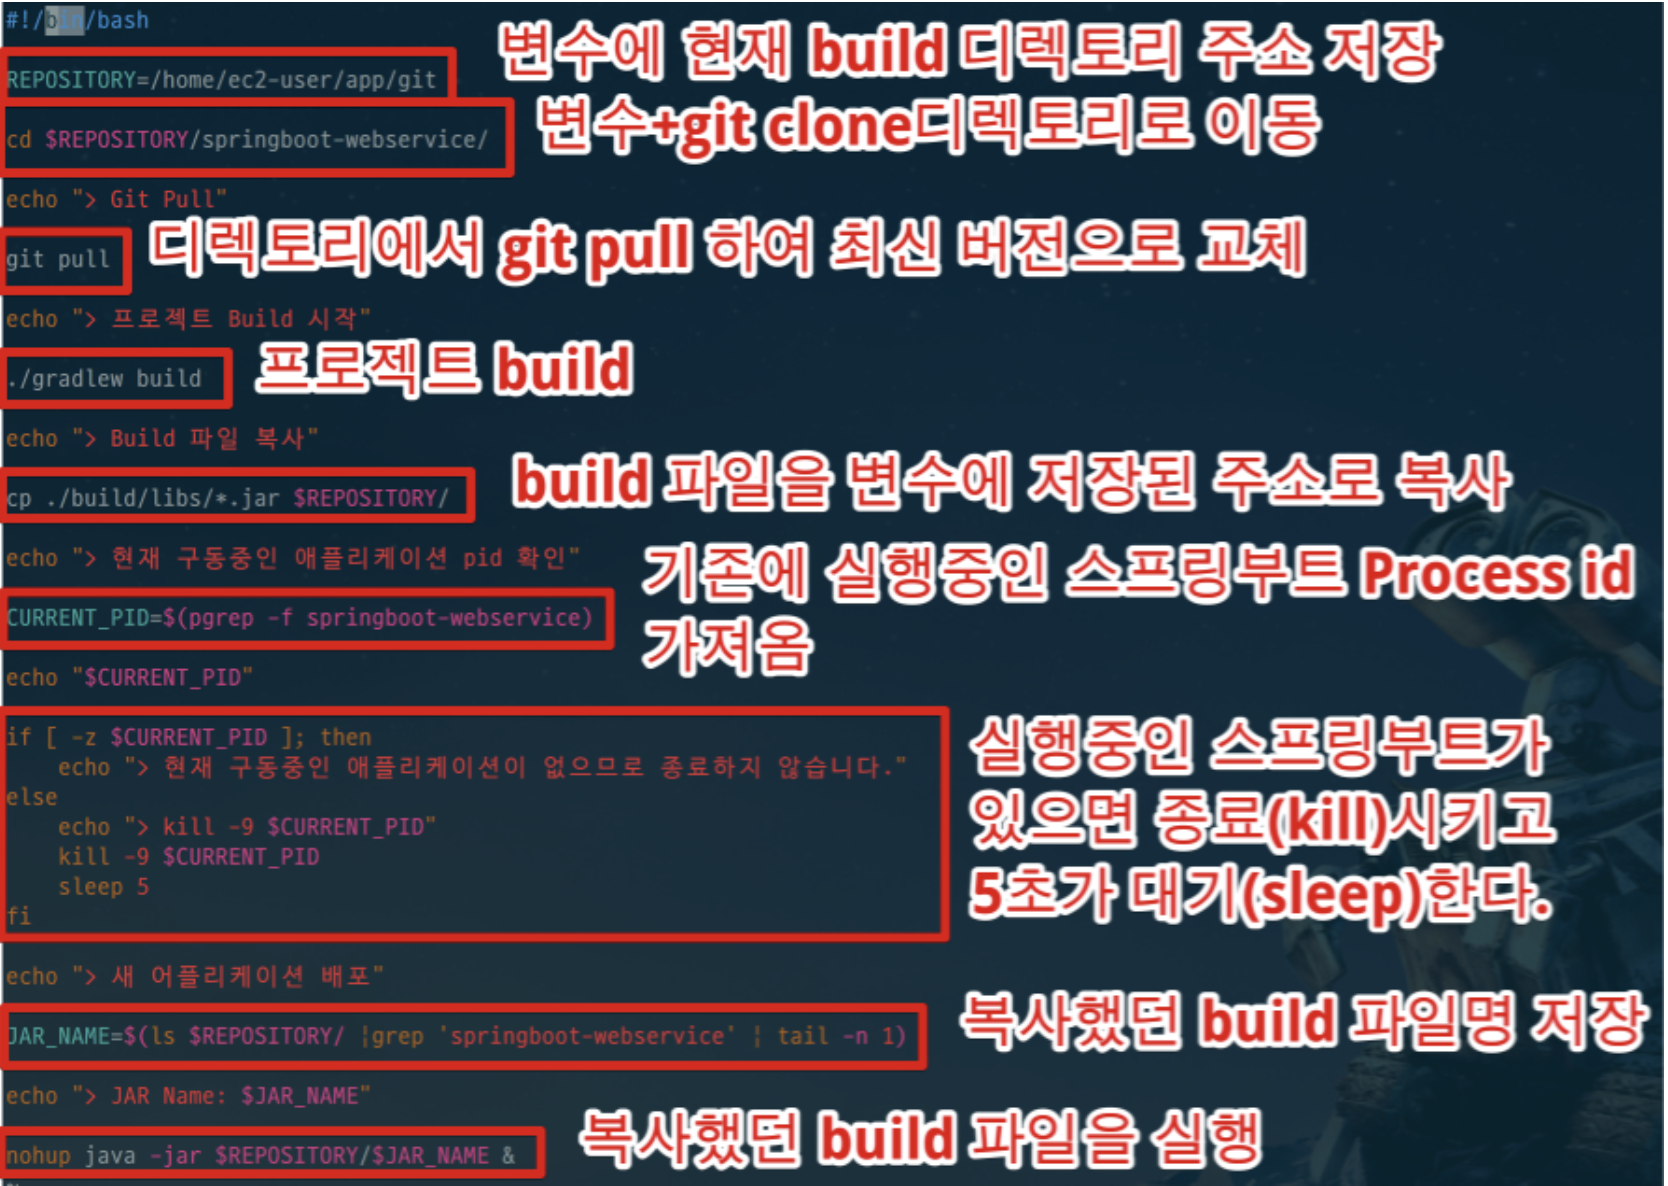 #!/bin/bash
REPOSITORY=/home/ec2-user/app/git
변수에 현재 build 디렉토리 주소 저장
cd $REPOSITORY/springboot-webservice/
변수+git clone디렉토리로 이동
echo "> Git Pull"
git pull
디렉토리에서 git pull 하여 최신 버전으로 교체
echo "> 프로젝트 Build 시작"
./gradlew build
프로젝트 build
echo "> Build 파일 복사"
cp ./build/libs/*.jar $REPOSITORY/
build 파일을 변수에 저장된 주소로 복사
echo "> 현재 구동중인 애플리케이션 pid 확인"
CURRENT_PID=$(pgrep -f springboot-webservice)
기존에 실행중인 스프링부트 Process id
가져옴
echo "$CURRENT_PID"
if [ -z $CURRENT_PID ]; then
echo "> 현재 구동중인 애플리케이션이 없으므로 종료하지 않습니다."
else
echo "> kill -9 $CURRENT_PID"
kill -9 $CURRENT_PID
sleep 5
fi
실행중인 스프링부트가
있으면 종료(kill)시키고
5초가 대기(sleep)한다.
echo "> 새 어플리케이션 배포"
JAR_NAME=$(ls $REPOSITORY/ |grep 'springboot-webservice' | tail -n 1)
복사했던 build 파일명 저장
echo "> JAR Name: $JAR_NAME"
nohup java -jar $REPOSITORY/$JAR_NAME &
복사했던 build 파일을 실행